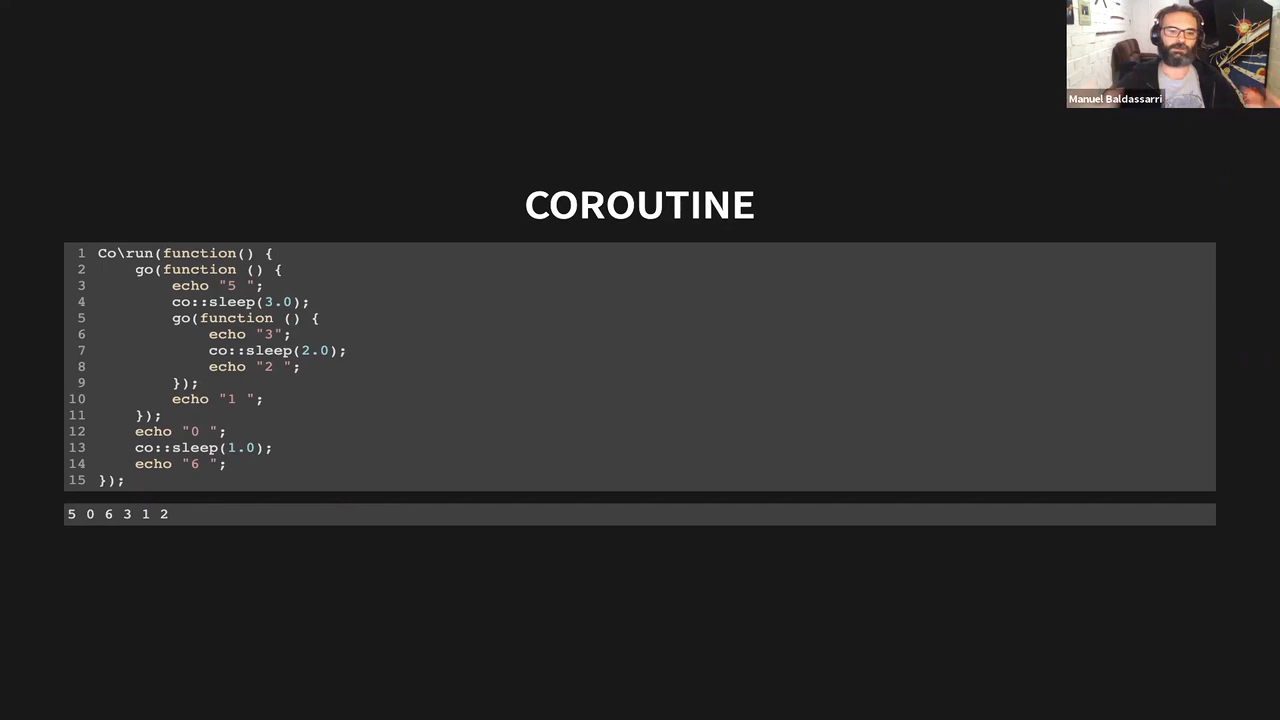 Manuel Baldassarri
COROUTINE
1 Co\run(function() {
2     go(function () {
3         echo "5 ";
4         co::sleep(3.0);
5         go(function () {
6             echo "3";
7             co::sleep(2.0);
8             echo "2 ";
9         });
10         echo "1 ";
11     });
12     echo "0 ";
13     co::sleep(1.0);
14     echo "6 ";
15 });
5 0 6 3 1 2